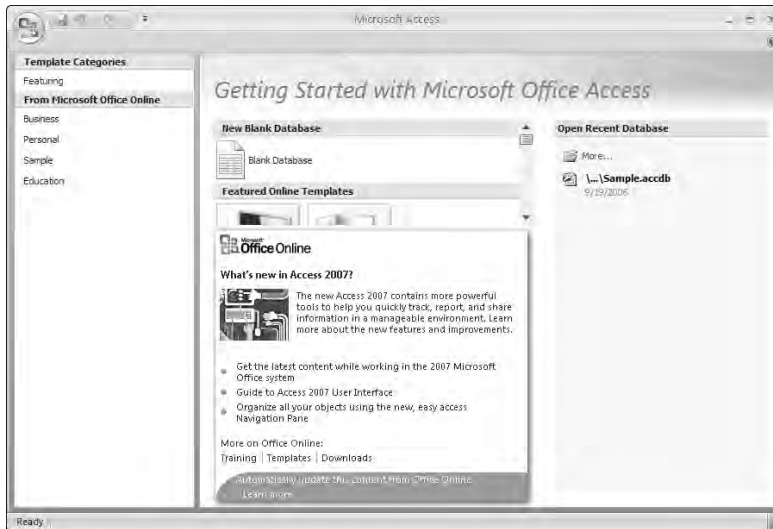 Microsoft Access
Template Categories
Featuring
From Microsoft Office Online
Business
Personal
Sample
Education
Getting Started with Microsoft Office Access
New Blank Database
Blank Database
Featured Online Templates
Microsoft
Office Online
What's new in Access 2007?
The new Access 2007 contains more powerful
tools to help you quickly track, report, and share
information in a manageable environment. Learn
more about the new features and improvements.
Get the latest content while working in the 2007 Microsoft
Office system
Guide to Access 2007 User Interface
Organize all your objects using the new, easy access
Navigation Pane
More on Office Online:
Training | Templates | Downloads
Automatically update this content from Office Online
Learn more
Open Recent Database
More...
\...\Sample.accdb
9/19/2006
Ready